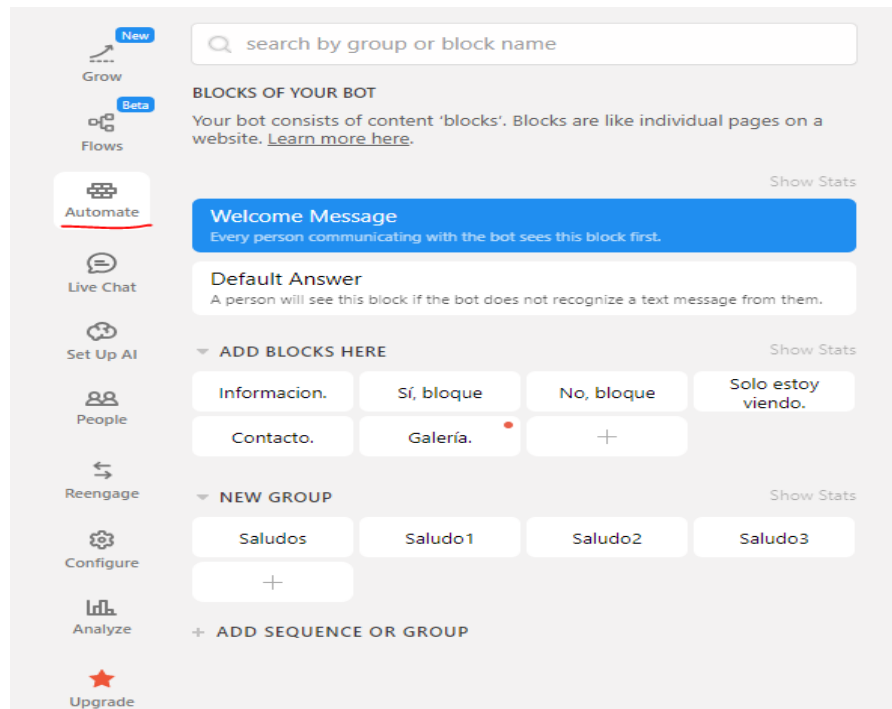 New
Grow
Beta
Flows
Automate
Live Chat
Set Up AI
People
Reengage
Configure
Analyze
Upgrade
search by group or block name
BLOCKS OF YOUR BOT
Your bot consists of content ‘blocks’. Blocks are like individual pages on a
website. Learn more here.
Show Stats
Welcome Message
Every person communicating with the bot sees this block first.
Default Answer
A person will see this block if the bot does not recognize a text message from them.
ADD BLOCKS HERE
Show Stats
Informacion.
Sí, bloque
No, bloque
Solo estoy
viendo.
Contacto.
Galería.
NEW GROUP
Show Stats
Saludos
Saludo1
Saludo2
Saludo3
+ ADD SEQUENCE OR GROUP